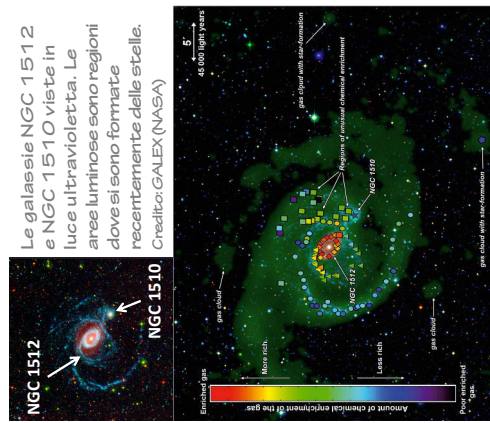 Le galassie NGC 1512
e NGC 1510 viste in
luce ultravioletta. Le
aree luminose sono regioni
dove si sono formate
recentemente delle stelle.
Credito: GALEX (NASA)
NGC 1512
NGC 1510
5'
45 000 light years
gas cloud with star-formation
Regions of unusual chemical enrichment
NGC 1510
NGC 1512
gas cloud
gas cloud
gas cloud with star-formation
Enriched gas
More rich.
Amount of chemical enrichment of the gas
Less rich
Poor enriched
gas.